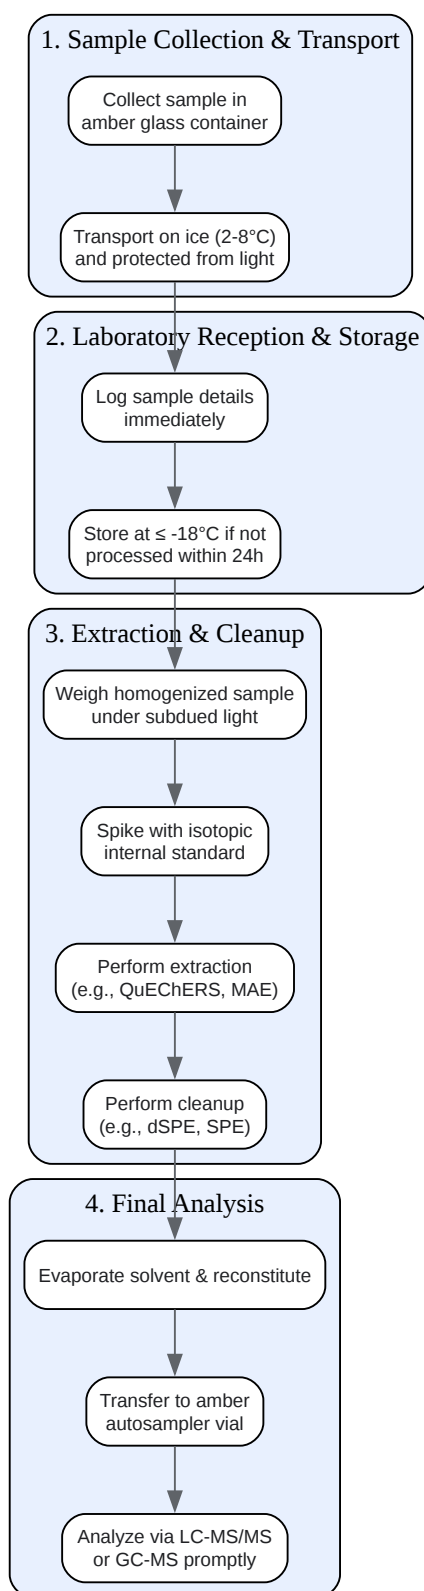 1. Sample Collection & Transport
Collect sample in
amber glass container
Transport on ice (2-8°C)
and protected from light
2. Laboratory Reception & Storage
Log sample details
immediately
Store at ≤ -18°C if not
processed within 24h
3. Extraction & Cleanup
Weigh homogenized sample
under subdued light
Spike with isotopic
internal standard
Perform extraction
(e.g., QuEChERS, MAE)
Perform cleanup
(e.g., dSPE, SPE)
4. Final Analysis
Evaporate solvent & reconstitute
Transfer to amber
autosampler vial
Analyze via LC-MS/MS
or GC-MS promptly